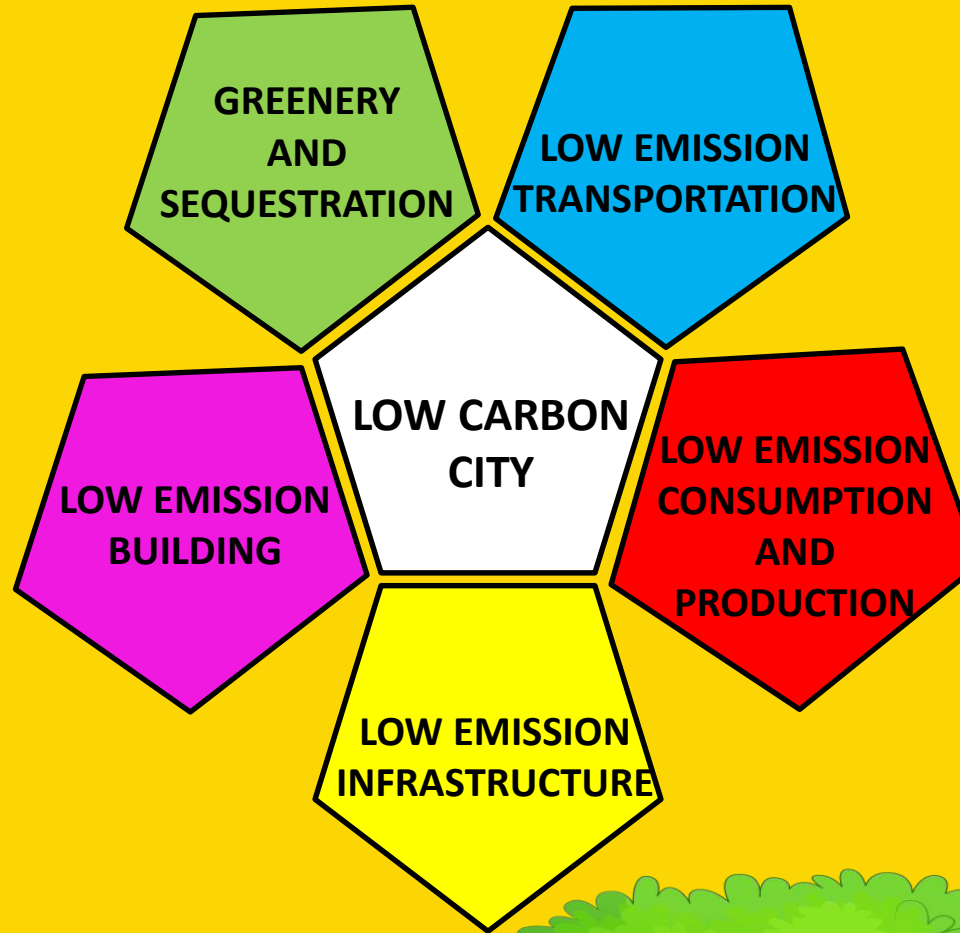 GREENERY
AND
SEQUESTRATION
LOW EMISSION
TRANSPORTATION
LOW CARBON
CITY
LOW EMISSION
BUILDING
LOW EMISSION
CONSUMPTION
AND
PRODUCTION
LOW EMISSION
INFRASTRUCTURE